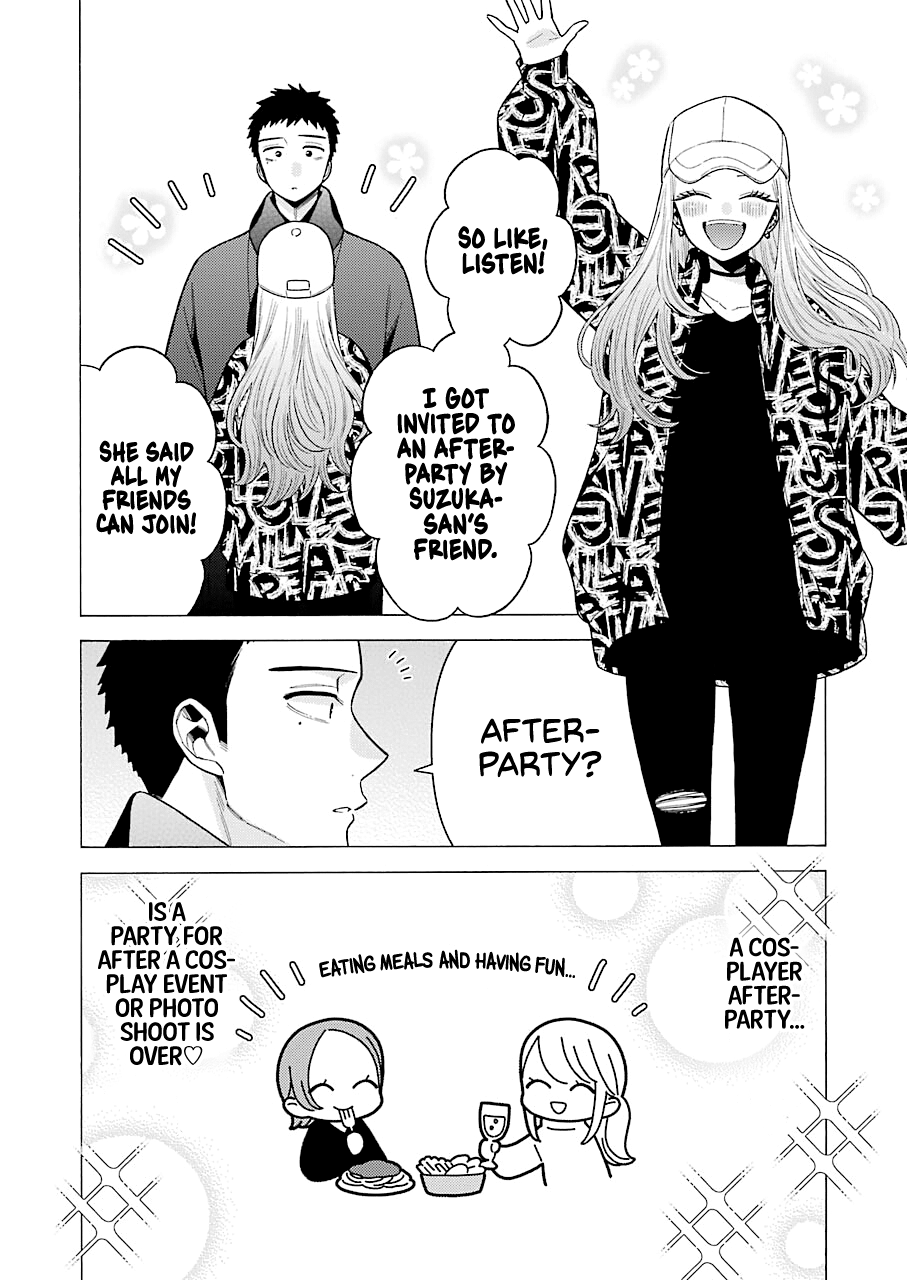 SO LIKE,
LISTEN!
I GOT
INVITED TO
AN AFTER-
PARTY BY
SUZUKA-
SAN'S
FRIEND.
SHE SAID
ALL MY
FRIENDS
CAN JOIN!
AFTER-
PARTY?
A COS-
PLAYER
AFTER-
PARTY...
EATING MEALS AND HAVING FUN...
IS A
PARTY FOR
AFTER A COS-
PLAY EVENT
OR PHOTO
SHOOT IS
OVER♡